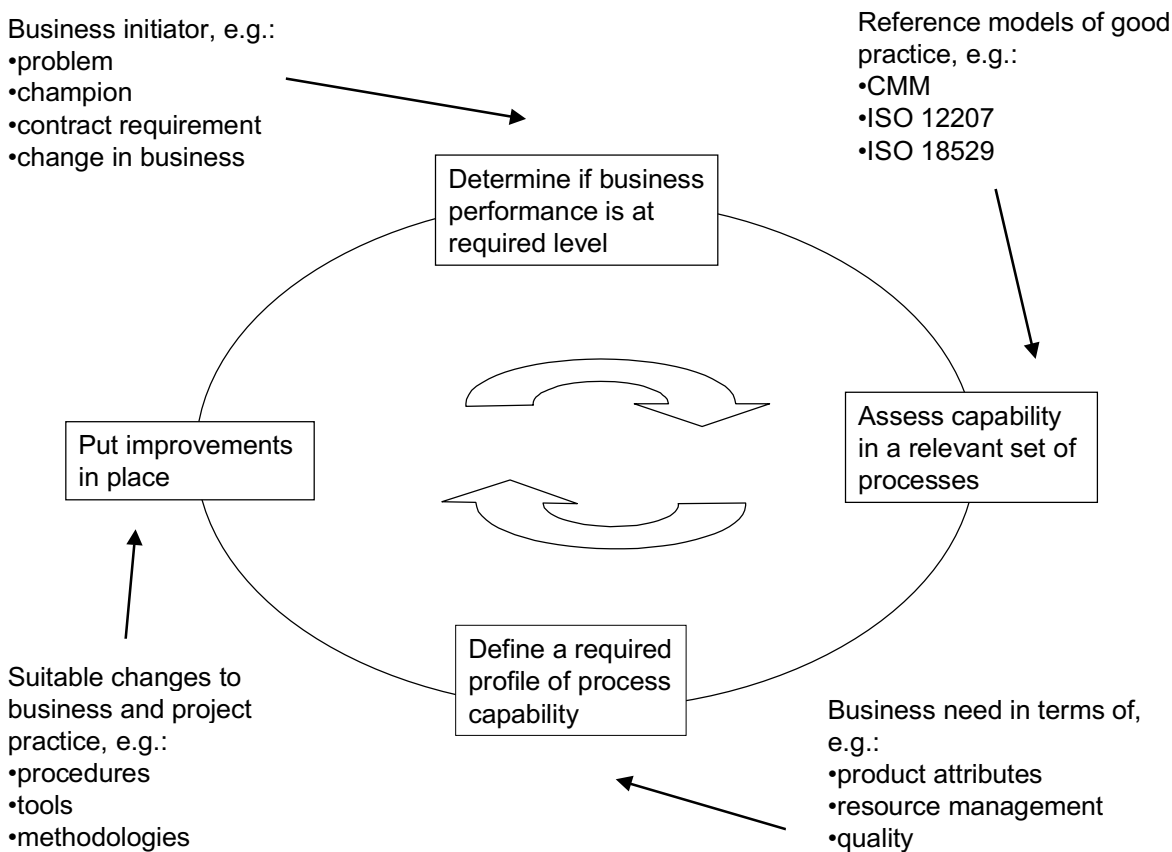 Business initiator, e.g.:
•problem
•champion
•contract requirement
•change in business
Reference models of good
practice, e.g.:
•CMM
•ISO 12207
•ISO 18529
Determine if business
performance is at
required level
Assess capability
in a relevant set of
processes
Put improvements
in place
Define a required
profile of process
capability
Suitable changes to
business and project
practice, e.g.:
•procedures
•tools
•methodologies
Business need in terms of,
e.g.:
•product attributes
•resource management
•quality